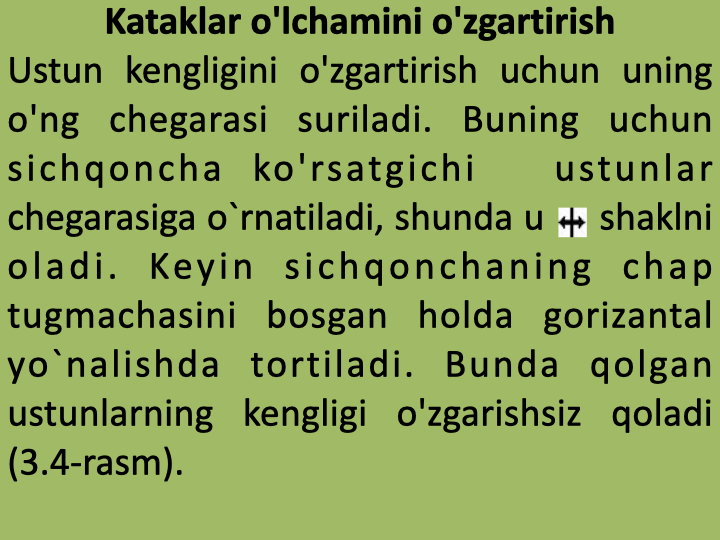 Kataklar o'lchamini o'zgartirish
Ustun kengligini o'zgartirish uchun uning
o'ng chegarasi suriladi. Buning uchun
sichqoncha ko'rsatgichi ustunlar
chegarasiga o`rnatiladi, shunda u shaklni
oladi. Keyin sichqonchaning chap
tugmachasini bosgan holda gorizantal
yo`nalishda tortiladi. Bunda qolgan
ustunlarning kengligi o'zgarishsiz qoladi
(3.4-rasm).